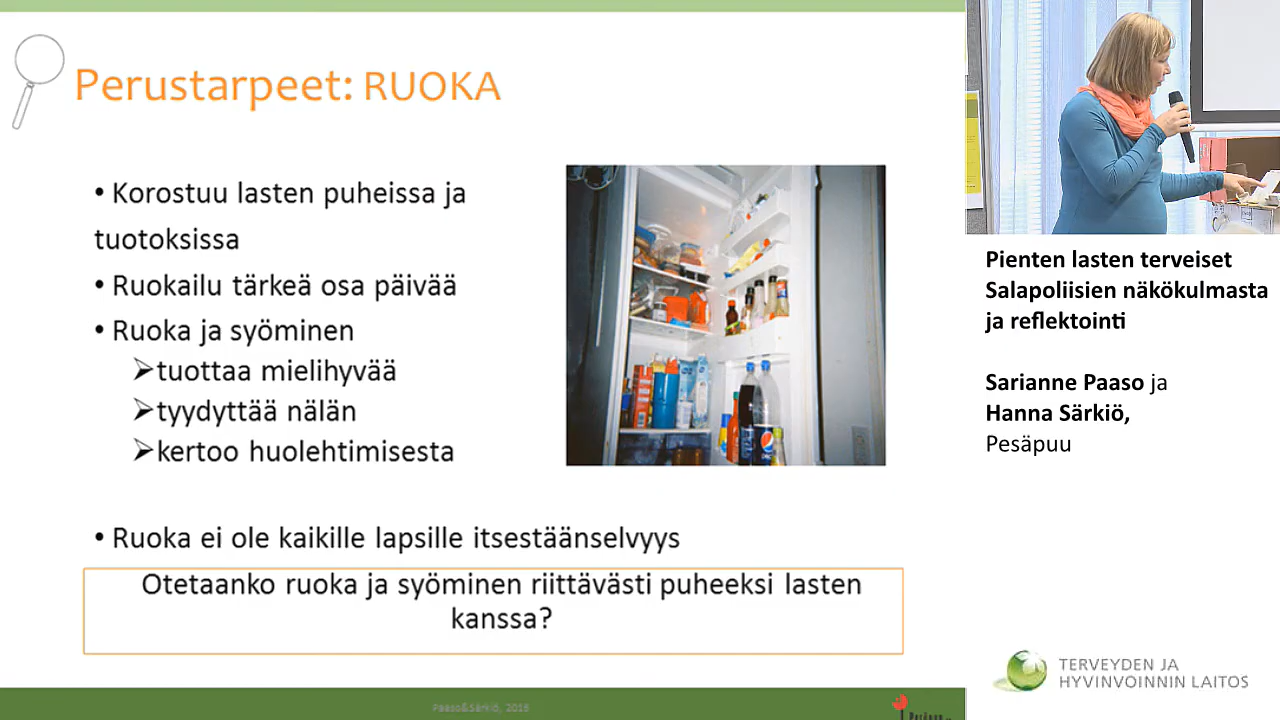 Perustarpeet: RUOKA
• Korostuu lasten puheissa ja
tuotoksissa
• Ruokailu tärkeä osa päivää
• Ruoka ja syöminen
➢tuottaa mielihyvää
➢tyydyttää nälän
➢kertoo huolehtimisesta
• Ruoka ei ole kaikille lapsille itsestäänselvyys
Otetaanko ruoka ja syöminen riittävästi puheeksi lasten
kanssa?
Pienten lasten terveiset
Salapoliisien näkökulmasta
ja reflektointi
Sarianne Paaso ja
Hanna Särkiö,
Pesäpuu
TERVEYDEN JA
HYVINVOINNIN LAITOS